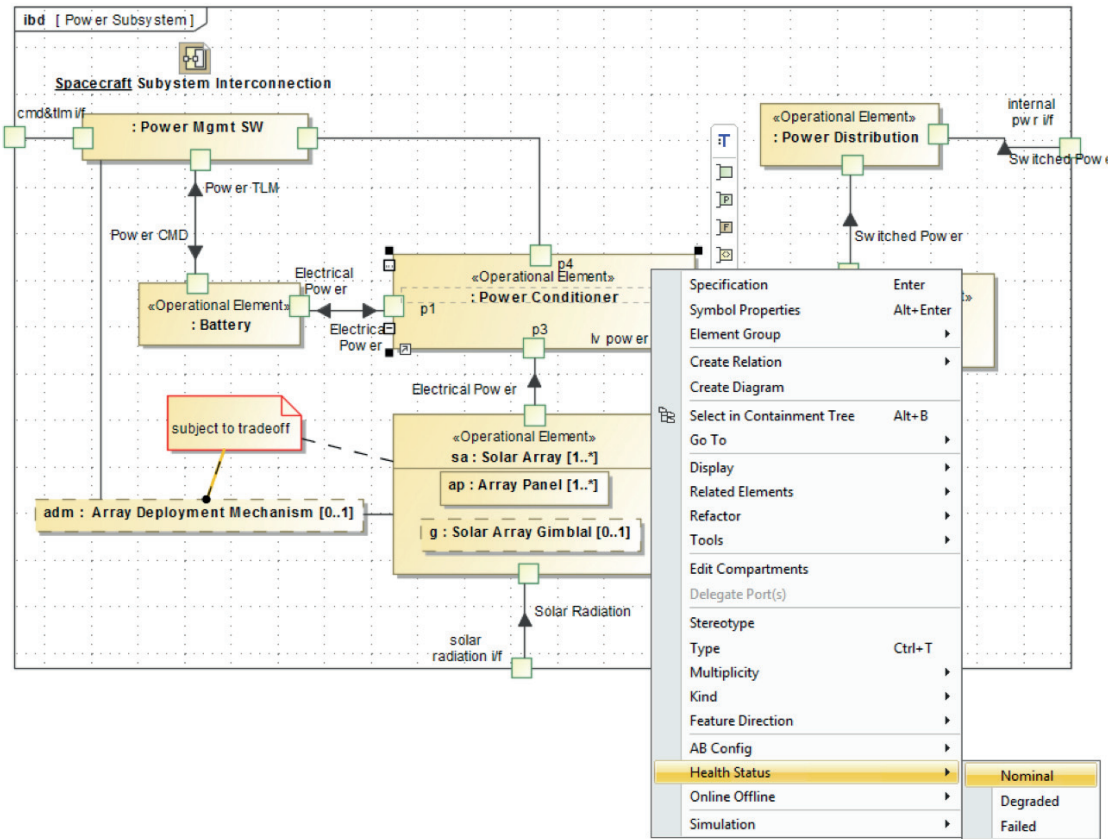 ibd [ Power Subsystem]
Spacecraft Subystem Interconnection
cmd&tlm i/f
: Power Mgmt SW
Power TLM
Power CMD
«Operational Element»
: Battery
Electrical
Power
Electrical
Power
«Operational Element»
: Power Conditioner
p4
p1
p3
lv power
Electrical Power
subject to tradeoff
«Operational Element»
sa : Solar Array [1..*]
ap : Array Panel [1..*]
g : Solar Array Gimblal [0..1]
adm : Array Deployment Mechanism [0..1]
Solar Radiation
solar
radiation i/f
«Operational Element»
: Power Distribution
internal
pwr i/f
Switched Power
Switched Power
:T
P
F
Specification Enter
Symbol Properties Alt+Enter
Element Group
Create Relation
Create Diagram
Select in Containment Tree Alt+B
Go To
Display
Related Elements
Refactor
Tools
Edit Compartments
Delegate Port(s)
Stereotype
Type Ctrl+T
Multiplicity
Kind
Feature Direction
AB Config
Health Status
Online Offline
Simulation
Nominal
Degraded
Failed